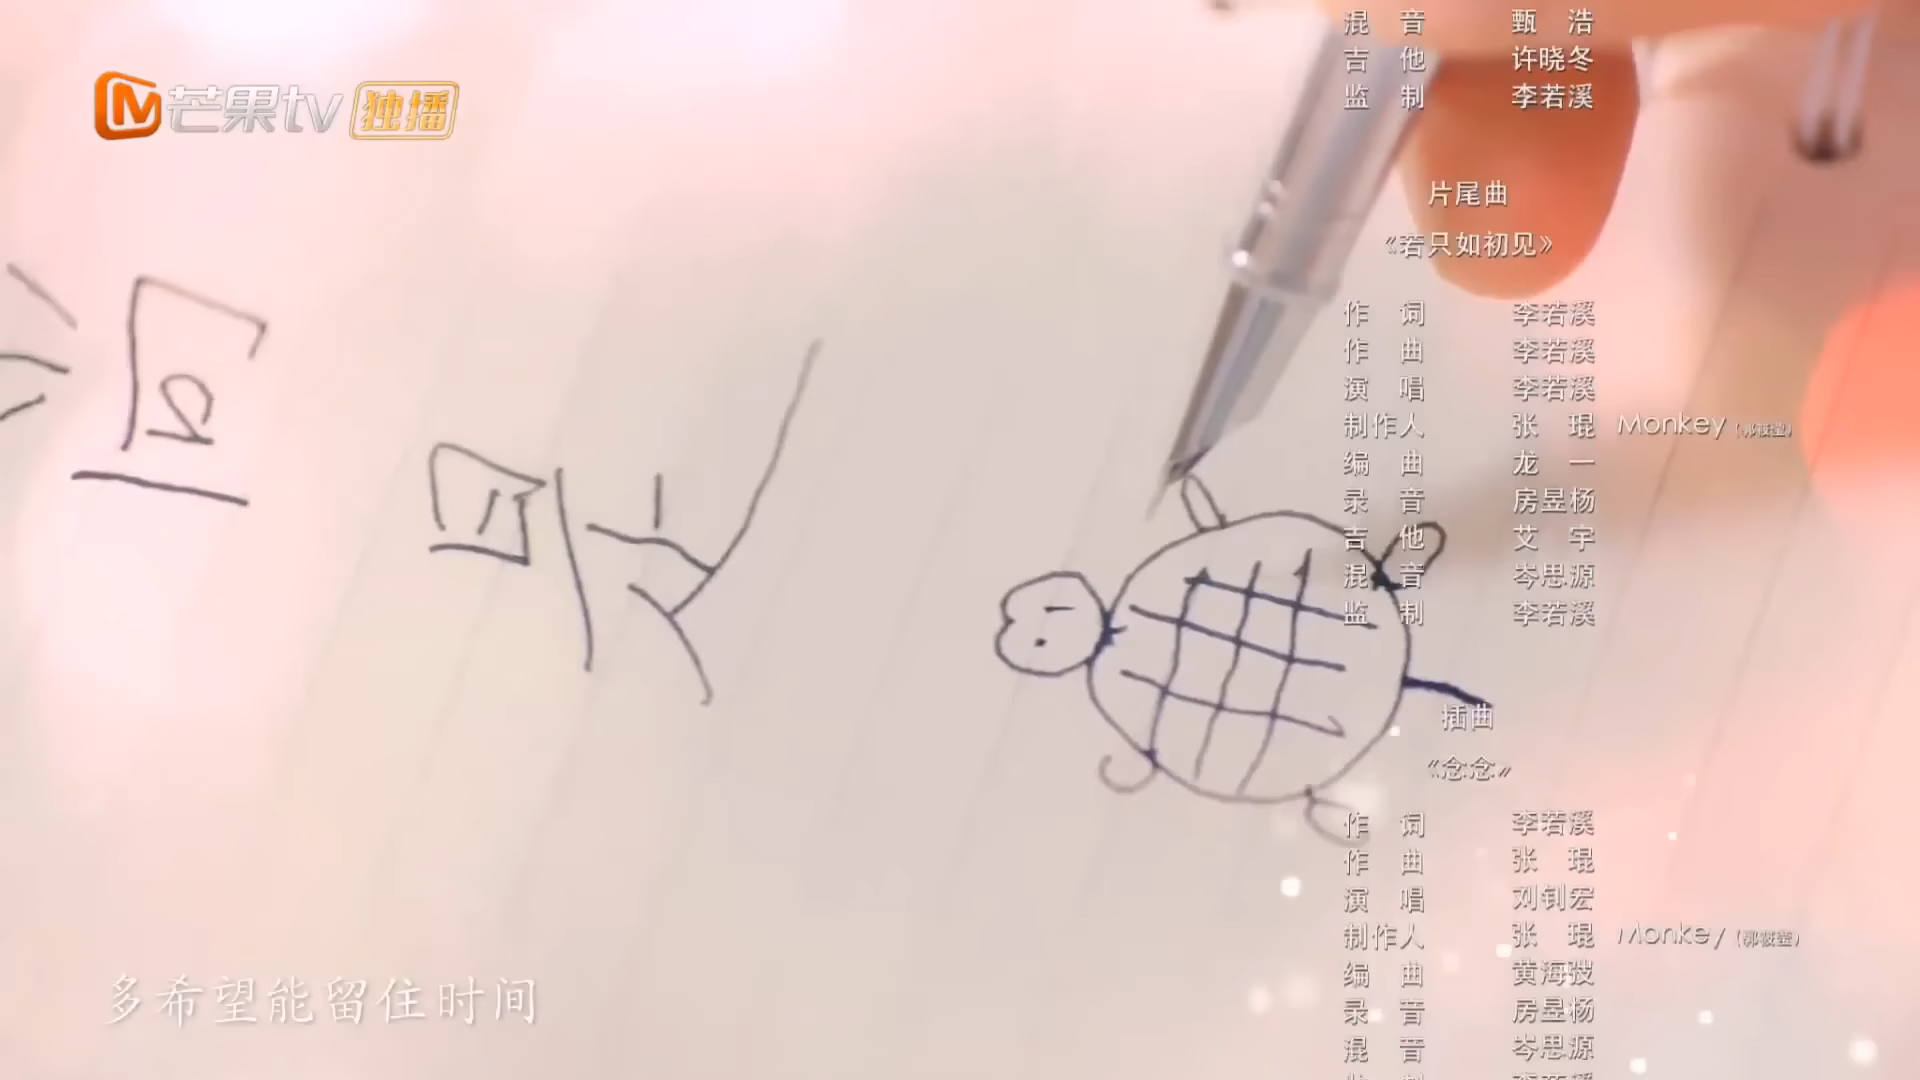 芒果tv 独播
混 音 甄 浩
吉 他 许晓冬
监 制 李若溪
片尾曲
《若只如初见》
作 词 李若溪
作 曲 李若溪
演 唱 李若溪
制作人 张 琨 Monkey
编 曲 龙 一
录 音 房昱杨
吉 他 艾 宇
混 音 岑思源
监 制 李若溪
插曲
《念念》
作 词 李若溪
作 曲 张 琨
演 唱 刘钊宏
制作人 张 琨 Monkey
编 曲 黄海弢
录 音 房昱杨
混 音 岑思源
多希望能留住时间